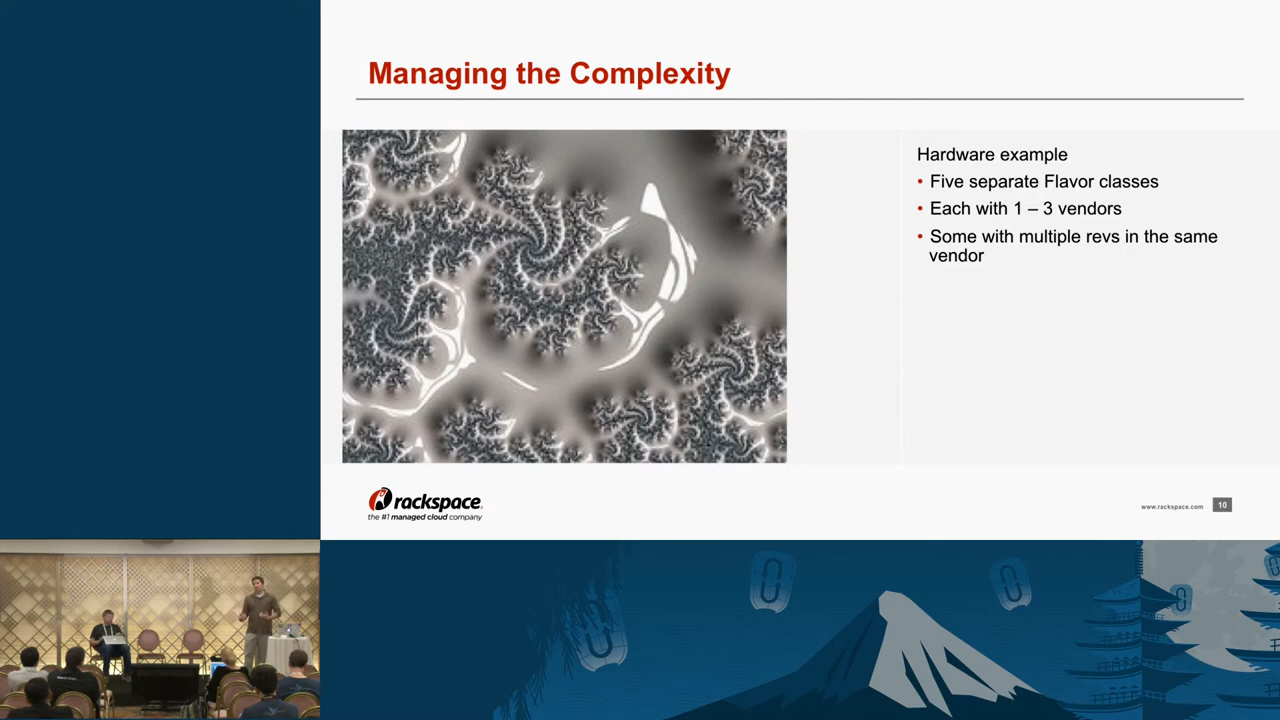 Managing the Complexity
Hardware example
• Five separate Flavor classes
• Each with 1 – 3 vendors
• Some with multiple revs in the same
vendor
rackspace
the #1 managed cloud company
www.rackspace.com
10